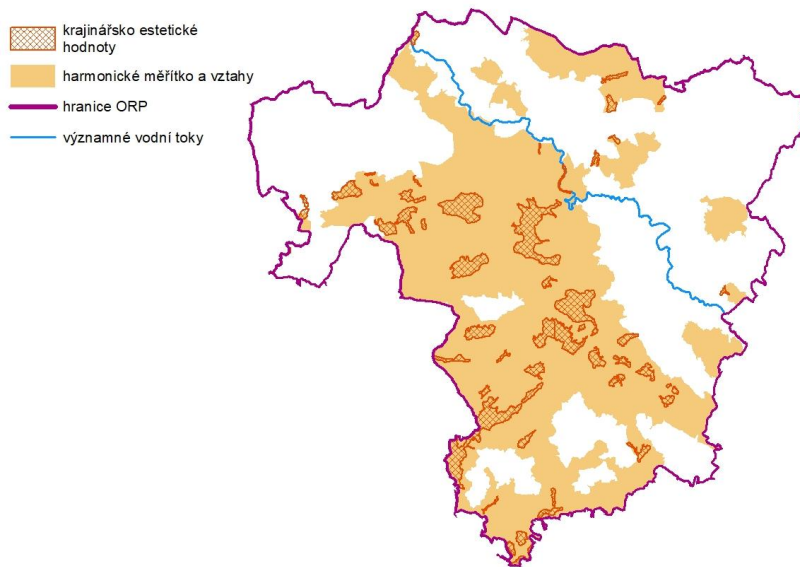 krajinářsko estetické
hodnoty
harmonické měřítko a vztahy
hranice ORP
významné vodní toky